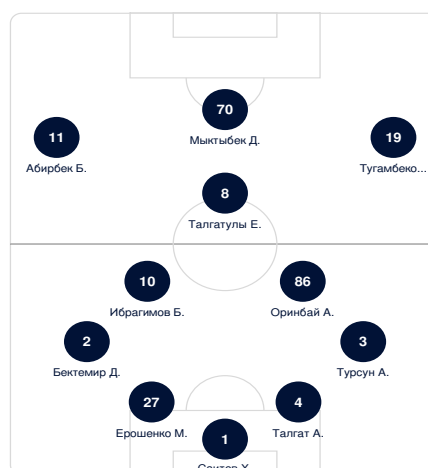 70
Мыктыбек Д.
11
Абирбек Б.
19
Тугамбеко...
8
Талгатулы Е.
10
Ибрагимов Б.
86
Оринбай А.
2
Бектемир Д.
3
Турсун А.
27
Ерошенко М.
4
Талгат А.
1